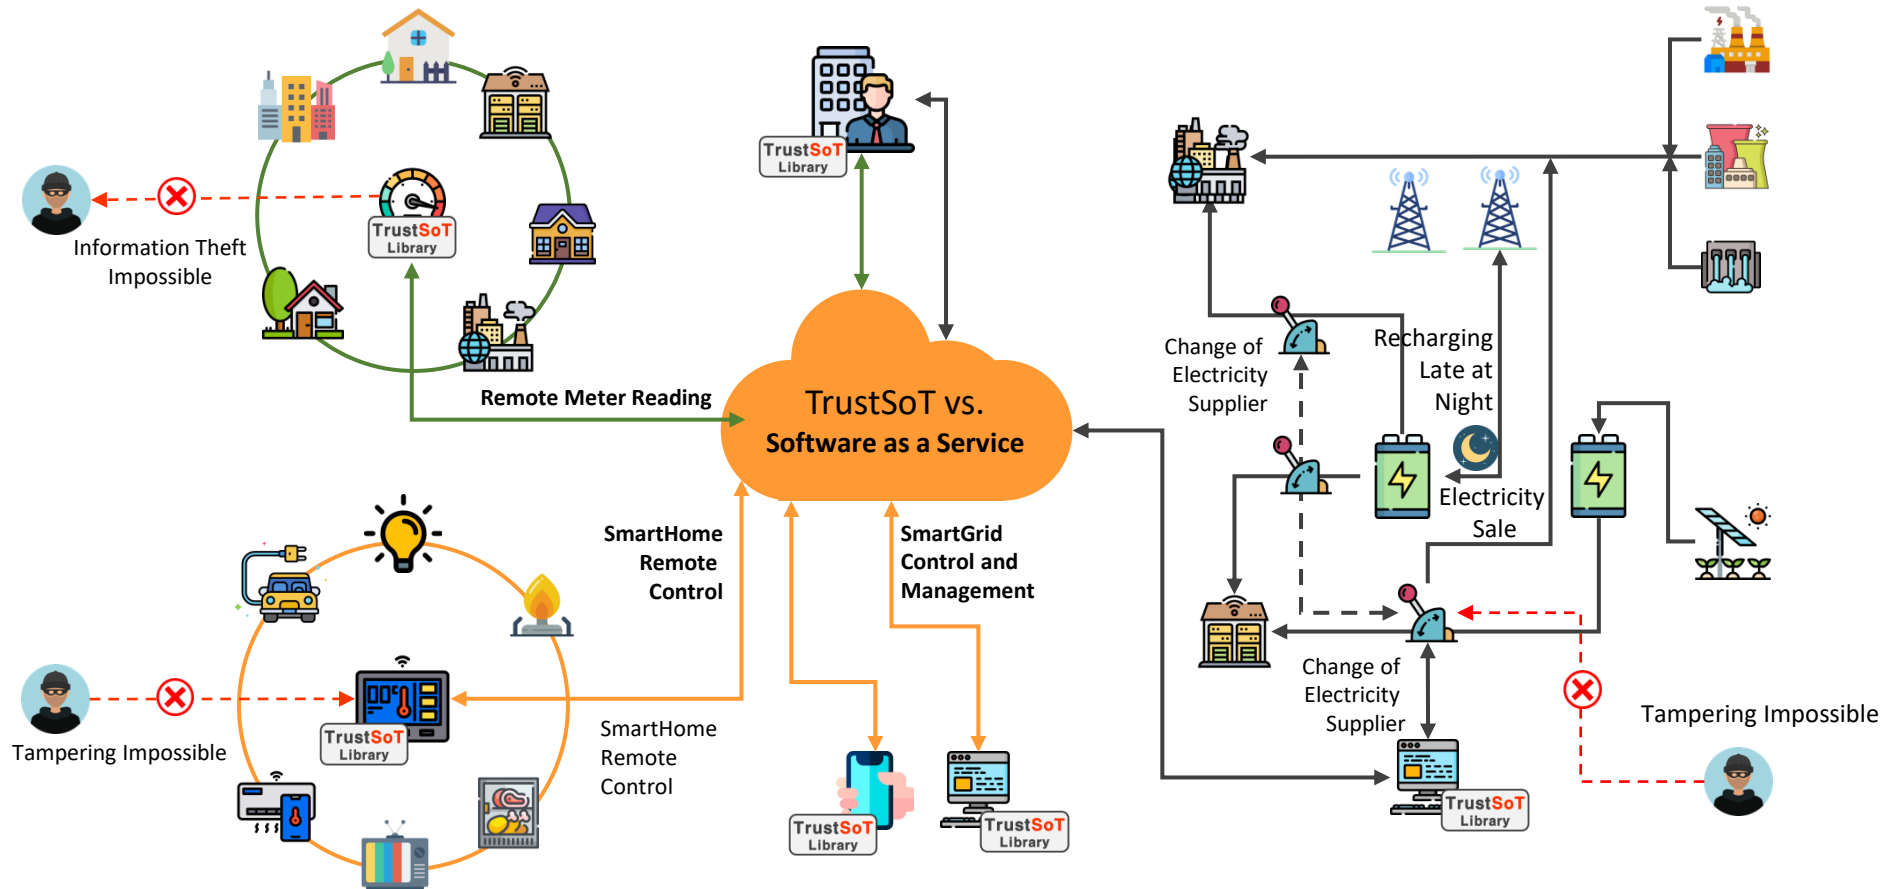 TrustSoT
Library
TrustSoT
Library
Information Theft
Impossible
Remote Meter Reading
TrustSoT vs.
Software as a Service
Change of
Electricity
Supplier
Recharging
Late at
Night
Electricity
Sale
SmartHome
Remote
Control
SmartGrid
Control and
Management
TrustSoT
Library
Tampering Impossible
SmartHome
Remote
Control
TrustSoT
Library
TrustSoT
Library
Change of
Electricity
Supplier
TrustSoT
Library
Tampering Impossible